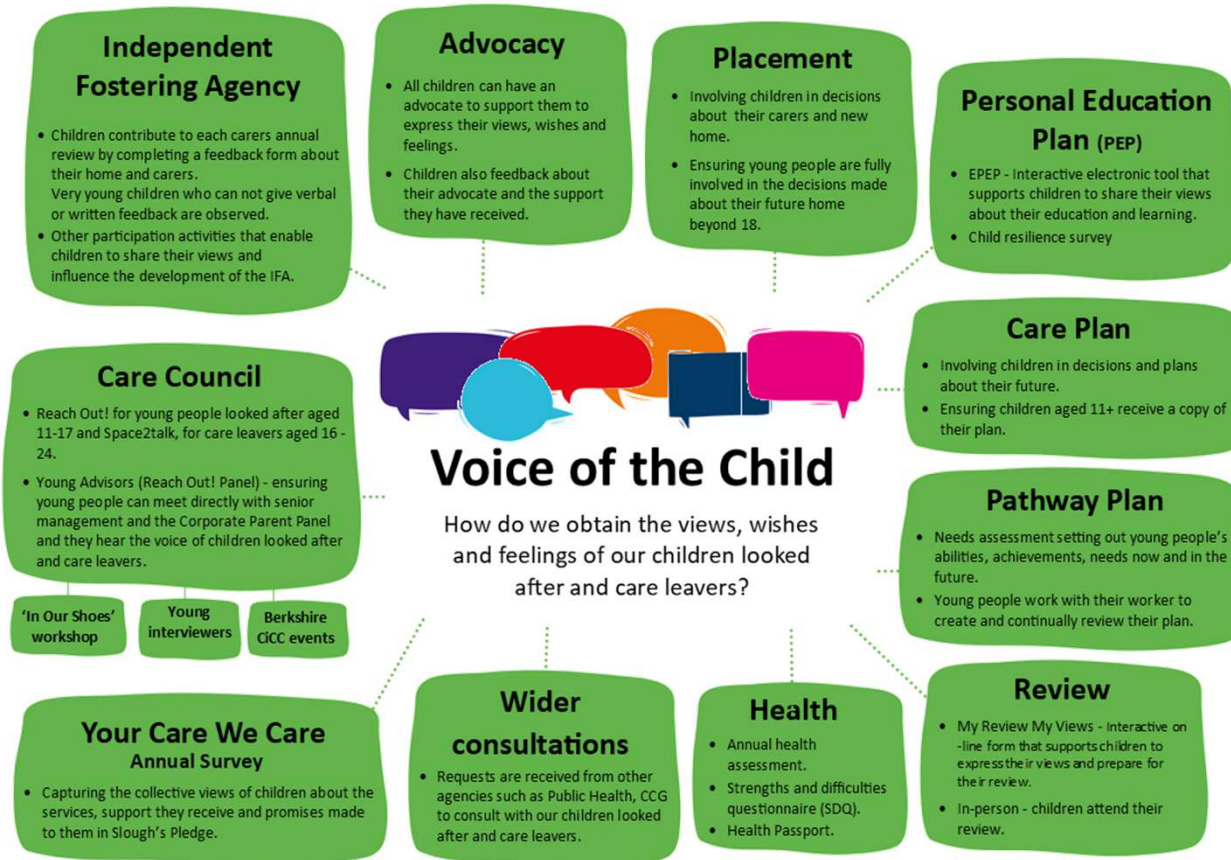 Independent
Fostering Agency
• Children contribute to each carers annual
review by completing a feedback form about
their home and carers.
Very young children who can not give verbal
or written feedback are observed.
• Other participation activities that enable
children to share their views and
influence the development of the IFA.
Advocacy
• All children can have an
advocate to support them to
express their views, wishes and
feelings.
• Children also feedback about
their advocate and the support
they have received.
Placement
• Involving children in decisions
about their carers and new
home.
• Ensuring young people are fully
involved in the decisions made
about their future home
beyond 18.
Personal Education
Plan (PEP)
• EPEP - Interactive electronic tool that
supports children to share their views
about their education and learning.
• Child resilience survey
Care Council
• Reach Out! for young people looked after aged
11-17 and Space2talk, for care leavers aged 16 -
24.
• Young Advisors (Reach Out! Panel) - ensuring
young people can meet directly with senior
management and the Corporate Parent Panel
and they hear the voice of children looked after
and care leavers.
'In Our Shoes'
workshop
Young
interviewers
Berkshire
CiCC events
Voice of the Child
How do we obtain the views, wishes
and feelings of our children looked
after and care leavers?
Care Plan
• Involving children in decisions and plans
about their future.
• Ensuring children aged 11+ receive a copy of
their plan.
Pathway Plan
• Needs assessment setting out young people's
abilities, achievements, needs now and in the
future.
• Young people work with their worker to
create and continually review their plan.
Your Care We Care
Annual Survey
• Capturing the collective views of children about the
services, support they receive and promises made
to them in Slough's Pledge.
Wider
consultations
• Requests are received from other
agencies such as Public Health, CCG
to consult with our children looked
after and care leavers.
Health
• Annual health
assessment.
• Strengths and difficulties
questionnaire (SDQ).
• Health Passport.
Review
• My Review My Views - Interactive on
-line form that supports children to
express their views and prepare for
their review.
• In-person - children attend their
review.